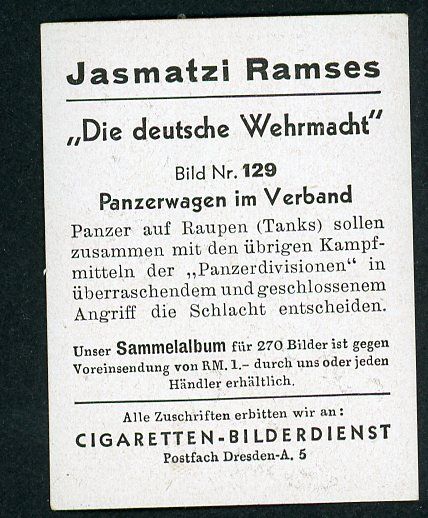 Jasmatzi Ramses
„Die deutsche Wehrmacht"
Bild Nr. 129
Panzerwagen im Verband
Panzer auf Raupen (Tanks) sollen
zusammen mit den übrigen Kampf-
mitteln der „Panzerdivisionen" in
überraschendem und geschlossenem
Angriff die Schlacht entscheiden.
Unser Sammelalbum für 270 Bilder ist gegen
Voreinsendung von RM. 1.- durch uns oder jeden
Händler erhältlich.
Alle Zuschriften erbitten wir an:
CIGARETTEN-BILDERDIENST
Postfach Dresden-A. 5